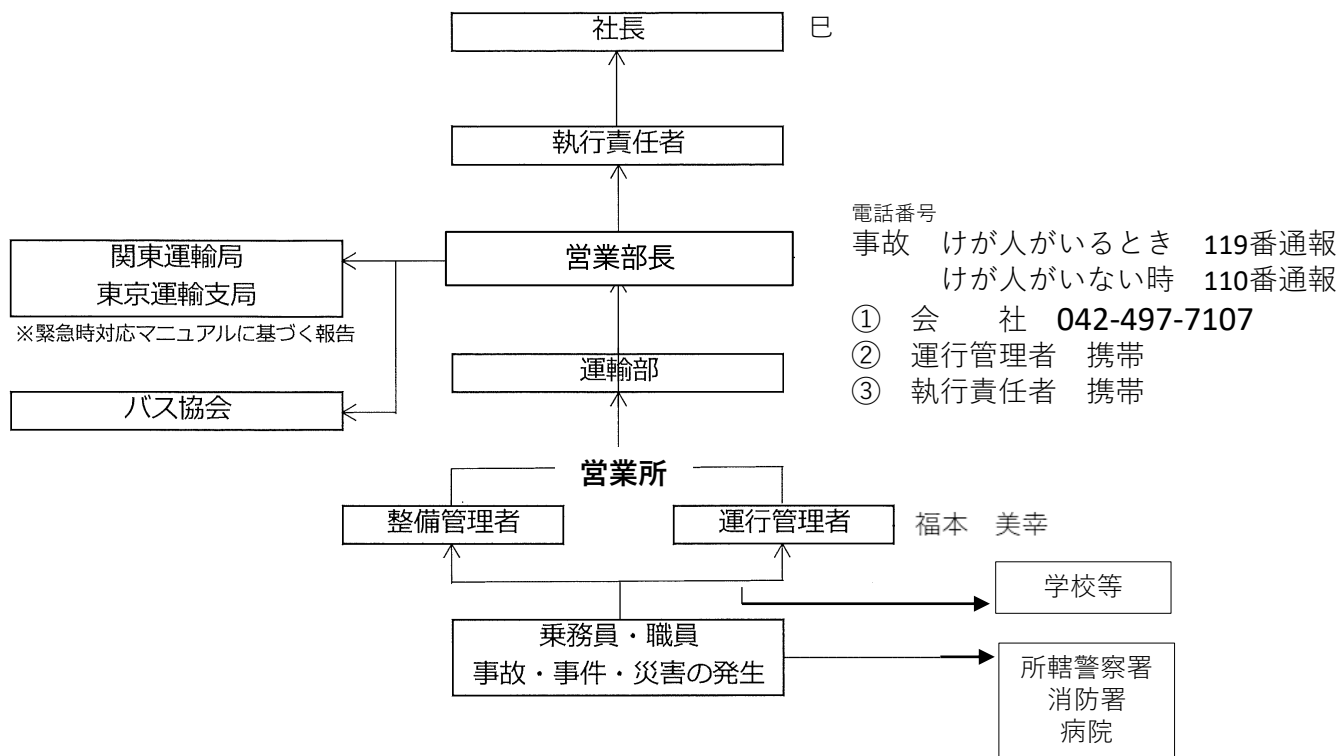 社長　巳
執行責任者
電話番号
事故　けが人がいるとき　119番通報
けが人がいない時　110番通報
①　会　　社　042-497-7107
②　運行管理者　携帯
③　執行責任者　携帯
関東運輸局
東京運輸支局
※緊急時対応マニュアルに基づく報告
営業部長
運輸部
バス協会
営業所
整備管理者
運行管理者　福本　美幸
学校等
乗務員・職員
事故・事件・災害の発生
所轄警察署
消防署
病院